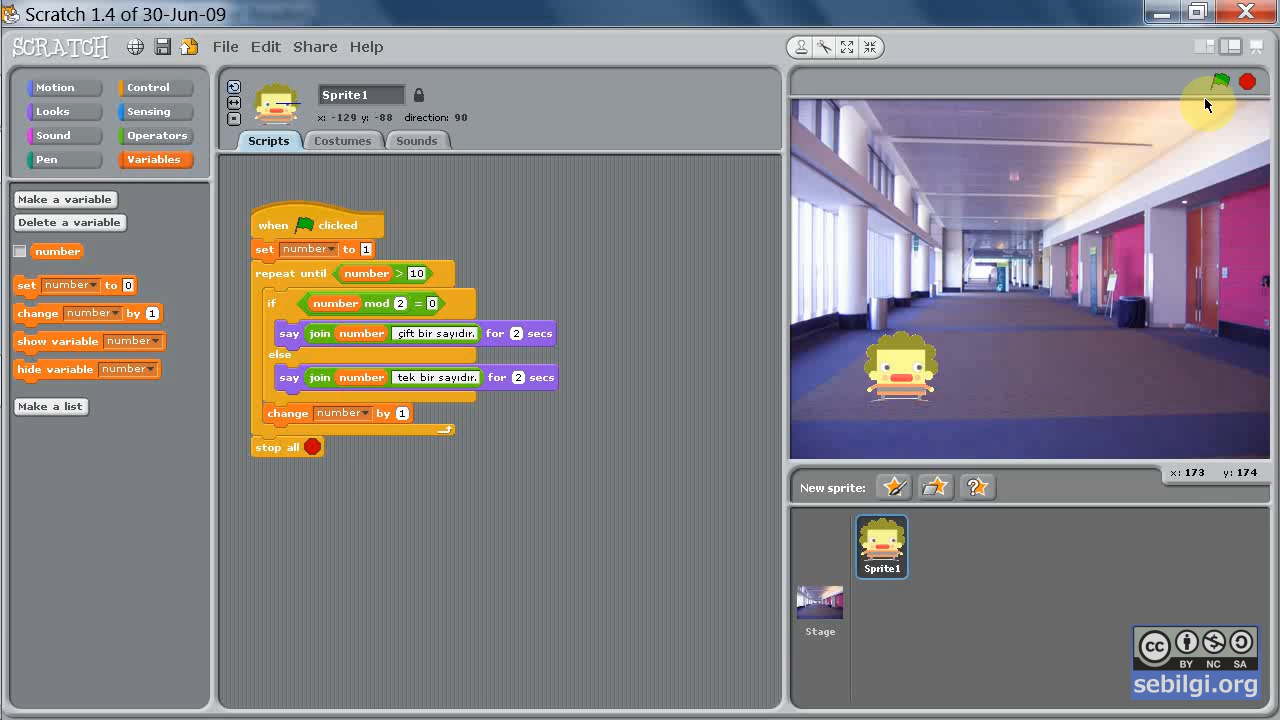 Scratch 1.4 of 30-Jun-09
SCRATCH File Edit Share Help
Motion Control
Looks Sensing
Sound Operators
Pen Variables
Make a variable
Delete a variable
number
set number to 0
change number by 1
show variable number
hide variable number
Make a list
Sprite1
x: -129 y: -88 direction: 90
Scripts Costumes Sounds
when clicked
set number to 1
repeat until number > 10
if number mod 2 = 0
say join number çift bir sayıdır. for 2 secs
else
say join number tek bir sayıdır. for 2 secs
change number by 1
stop all
x: 173 y: 174
New sprite:
Sprite1
Stage
cc
BY NC SA
sebilgi.org